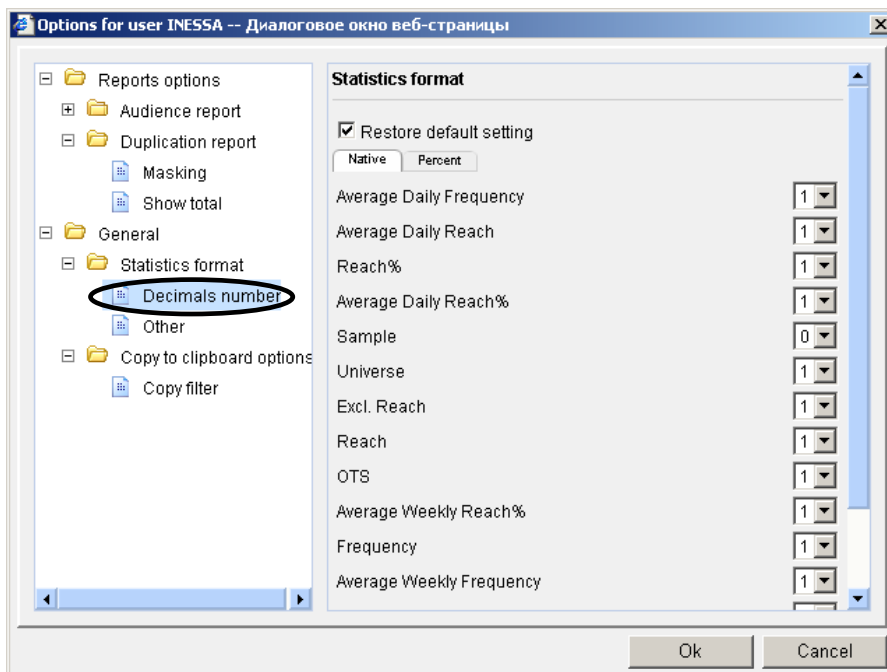 Options for user INESSA -- Диалоговое окно веб-страницы
Reports options
Audience report
Duplication report
Masking
Show total
General
Statistics format
Decimals number
Other
Copy to clipboard options
Copy filter
Statistics format
Restore default setting
Native Percent
Average Daily Frequency 1
Average Daily Reach 1
Reach% 1
Average Daily Reach% 1
Sample 0
Universe 1
Excl. Reach 1
Reach 1
OTS 1
Average Weekly Reach% 1
Frequency 1
Average Weekly Frequency 1
Ok Cancel